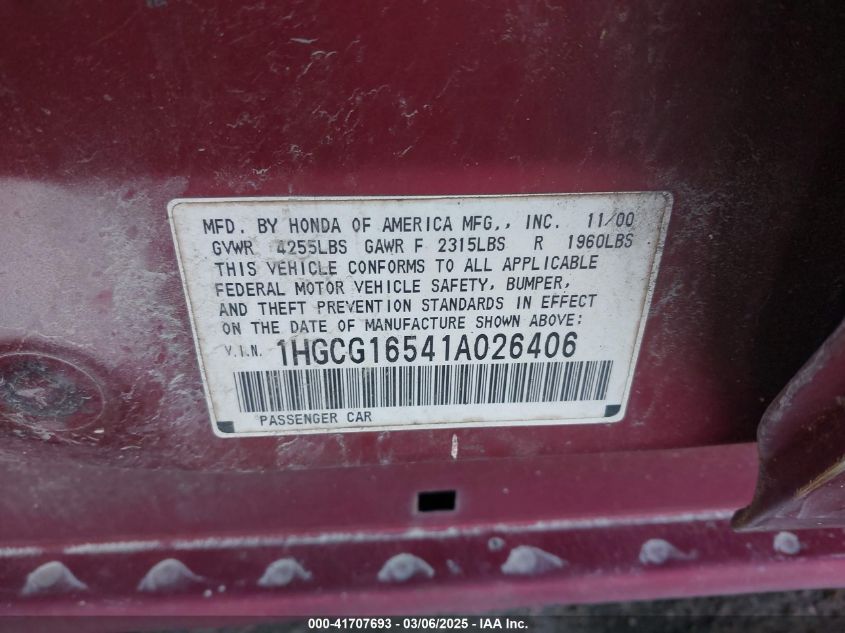 MFD. BY HONDA OF AMERICA MFG., INC. 11/00
GVWR 4255LBS GAWR F 2315LBS R 1960LBS
THIS VEHICLE CONFORMS TO ALL APPLICABLE
FEDERAL MOTOR VEHICLE SAFETY, BUMPER,
AND THEFT PREVENTION STANDARDS IN EFFECT
ON THE DATE OF MANUFACTURE SHOWN ABOVE:
V.I.N. 1HGCG16541A026406
PASSENGER CAR
000-41707693 - 03/06/2025 - IAA Inc.